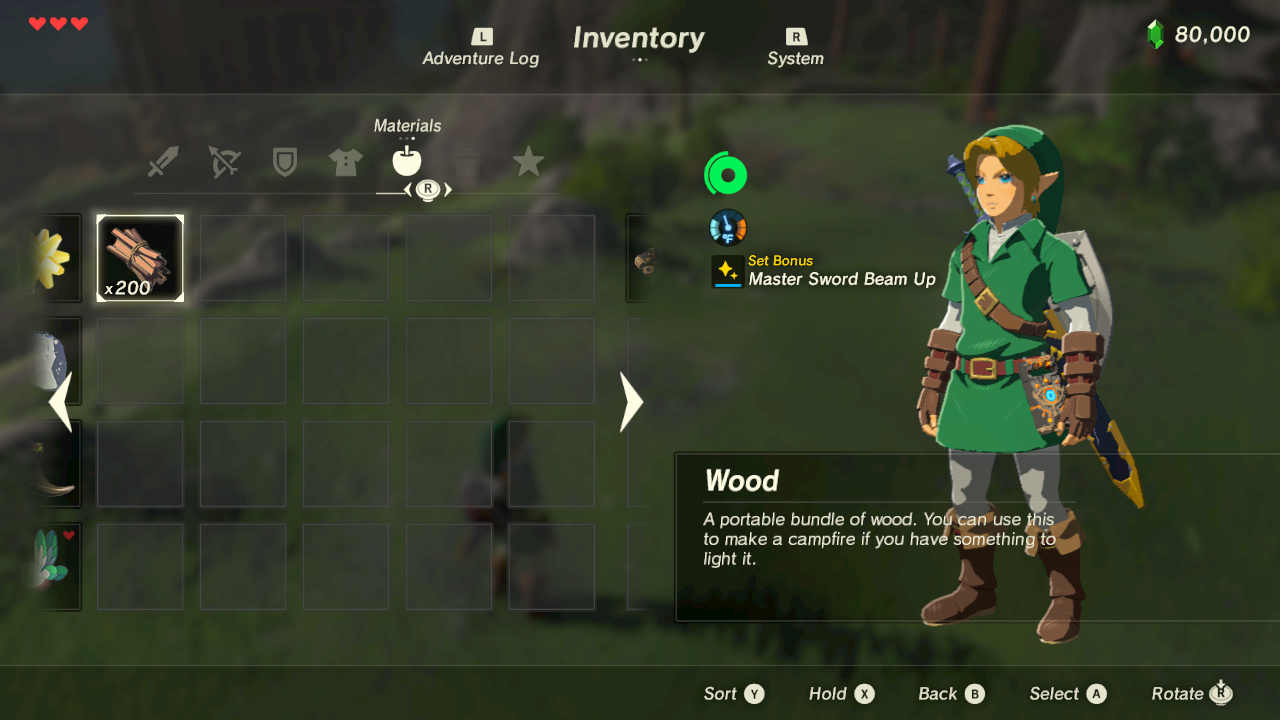 L
Adventure Log
Inventory
R
System
80,000
Materials
R
x200
°F
Set Bonus
Master Sword Beam Up
Wood
A portable bundle of wood. You can use this
to make a campfire if you have something to
light it.
Sort Y
Hold X
Back B
Select A
Rotate R